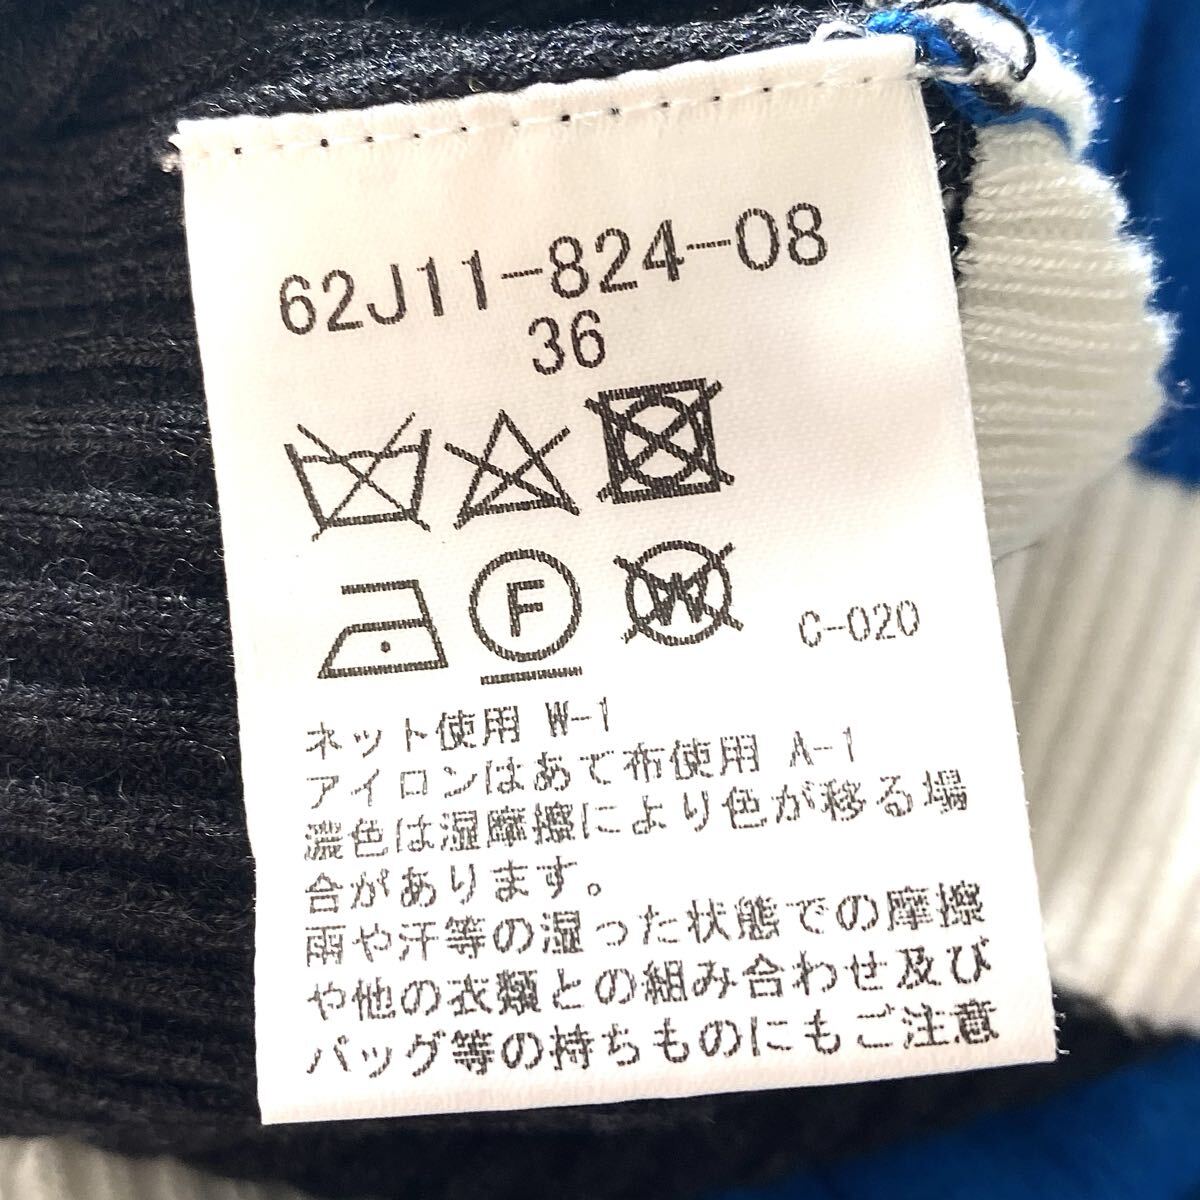 62J11-824-08
36
F
W
C-020
ネット使用 W-1
アイロンはあて布使用 A-1
濃色は湿摩擦により色が移る場
合があります。
雨や汗等の湿った状態での摩擦
や他の衣類との組み合わせ及び
バッグ等の持ちものにもご注意